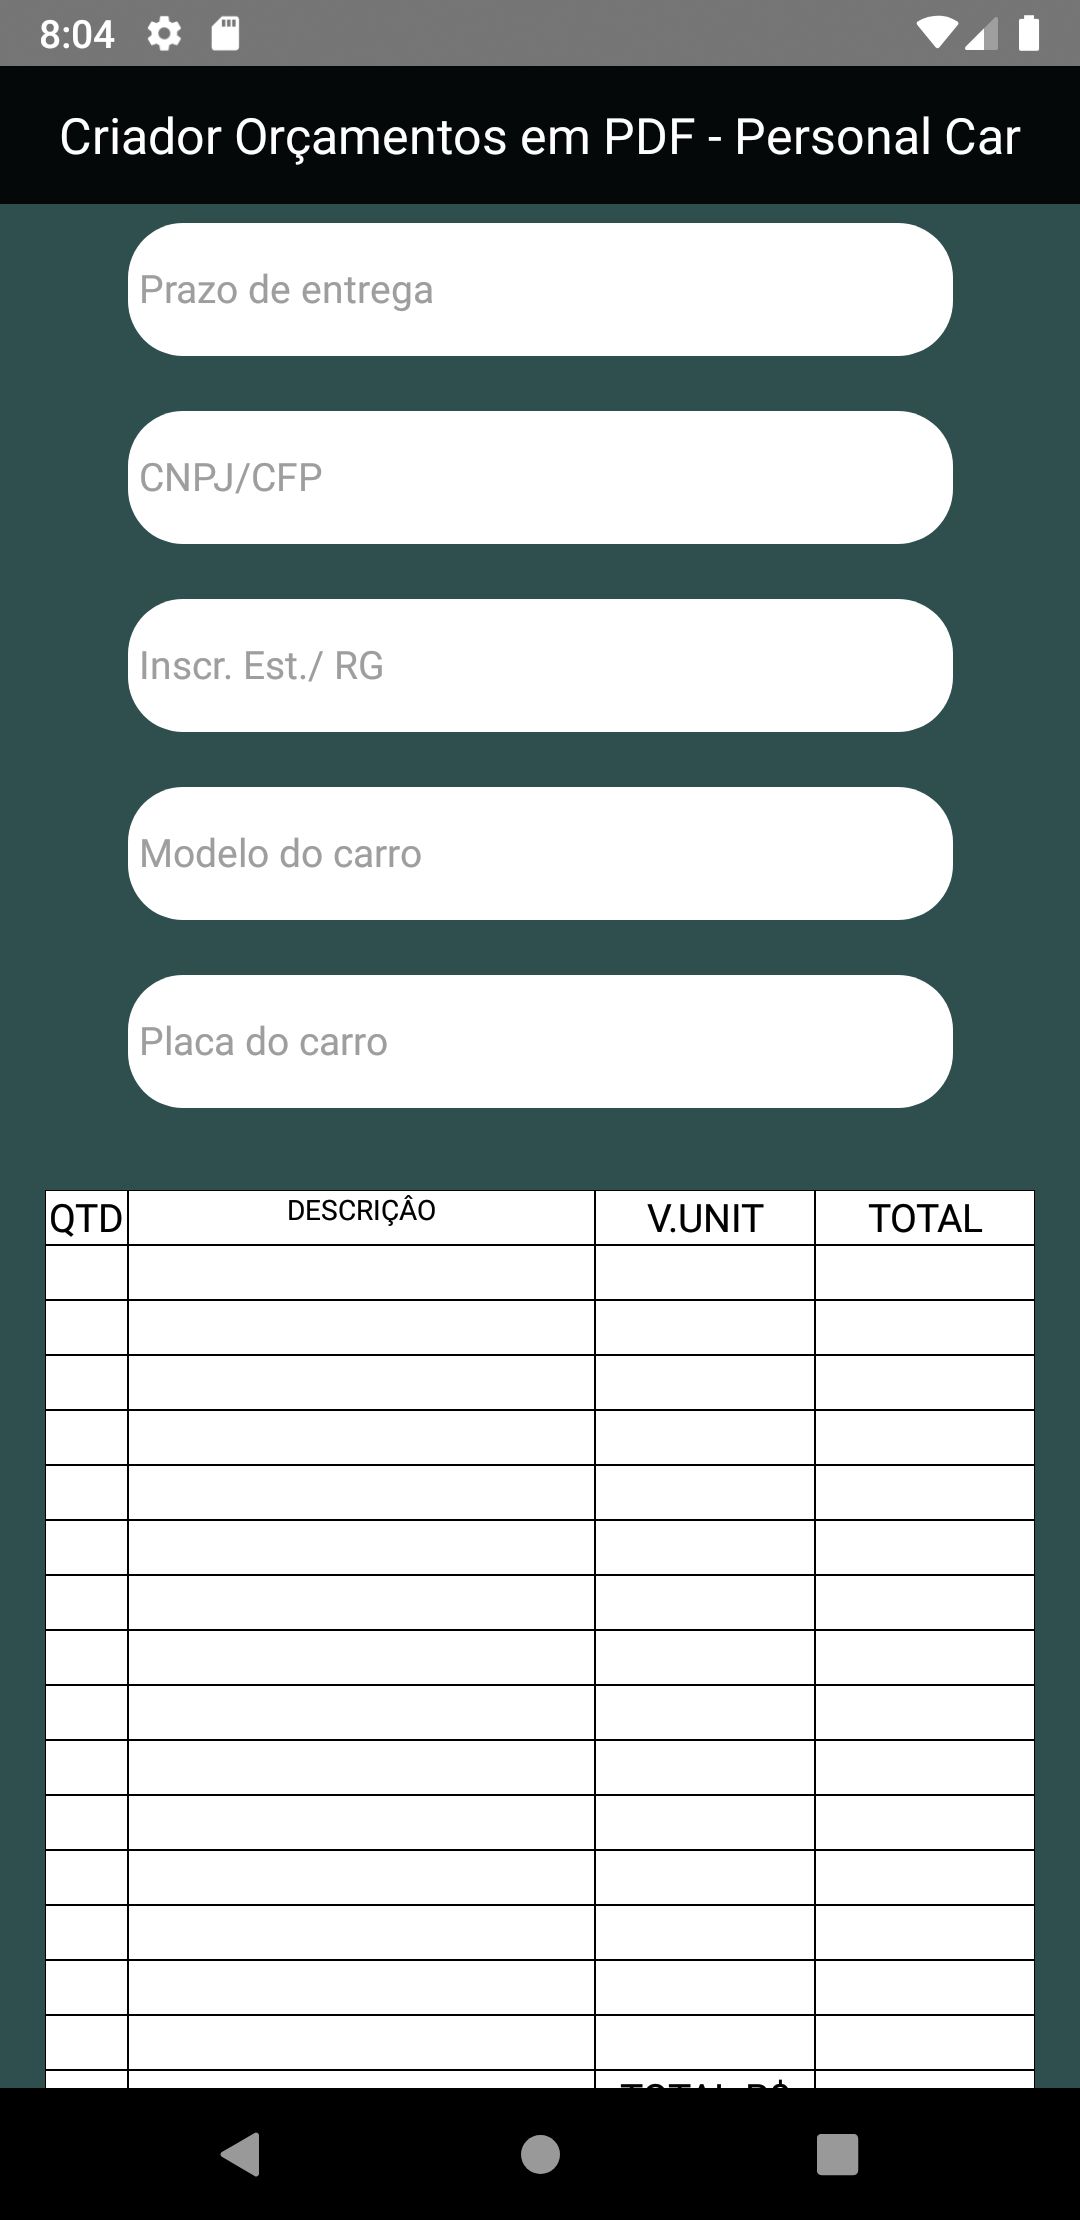 8:04
Criador Orçamentos em PDF - Personal Car
Prazo de entrega
CNPJ/CFP
Inscr. Est./ RG
Modelo do carro
Placa do carro
QTD DESCRIÇÂO V.UNIT TOTAL
TOTAL R$